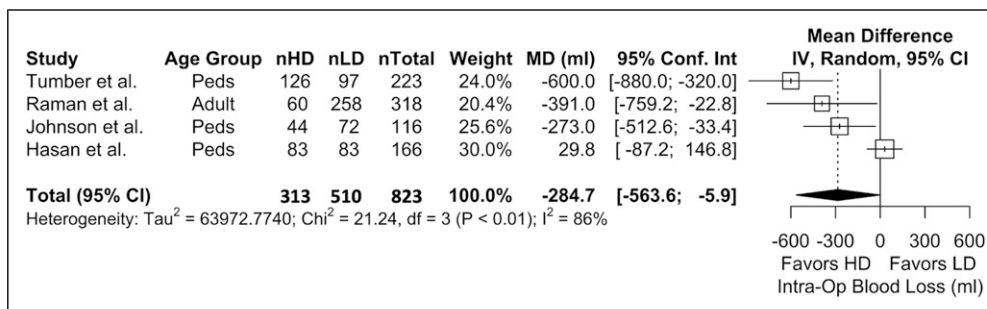 Mean Difference
Study Age Group nHD nLD nTotal Weight MD (ml) 95% Conf. Int IV, Random, 95% CI
Tumber et al. Peds 126 97 223 24.0% -600.0 [-880.0; -320.0]
Raman et al. Adult 60 258 318 20.4% -391.0 [-759.2; -22.8]
Johnson et al. Peds 44 72 116 25.6% -273.0 [-512.6; -33.4]
Hasan et al. Peds 83 83 166 30.0% 29.8 [ -87.2; 146.8]
Total (95% CI) 313 510 823 100.0% -284.7 [-563.6; -5.9]
Heterogeneity: Tau² = 63972.7740; Chi² = 21.24, df = 3 (P < 0.01); I² = 86%
-600 -300 0 300 600
Favors HD Favors LD
Intra-Op Blood Loss (ml)